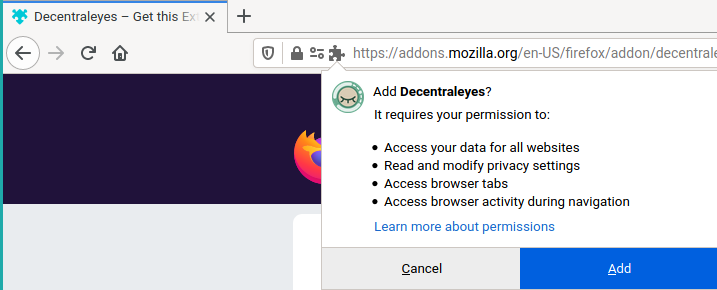 Decentraleyes – Get this Ext
https://addons.mozilla.org/en-US/firefox/addon/decentrale
Add Decentraleyes?
It requires your permission to:
• Access your data for all websites
• Read and modify privacy settings
• Access browser tabs
• Access browser activity during navigation
Learn more about permissions
Cancel
Add